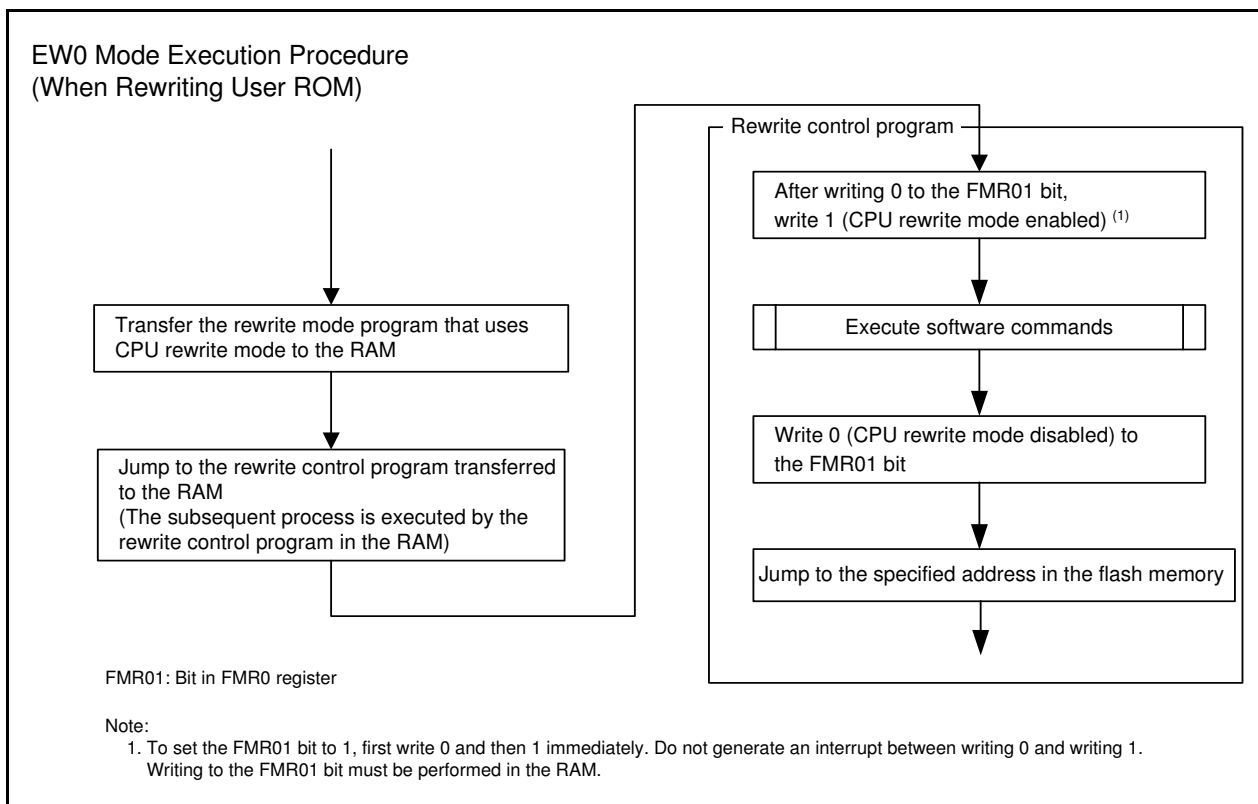 EW0 Mode Execution Procedure
(When Rewriting User ROM)
Transfer the rewrite mode program that uses
CPU rewrite mode to the RAM
Jump to the rewrite control program transferred
to the RAM
(The subsequent process is executed by the
rewrite control program in the RAM)
Rewrite control program
After writing 0 to the FMR01 bit,
write 1 (CPU rewrite mode enabled) (1)
Execute software commands
Write 0 (CPU rewrite mode disabled) to
the FMR01 bit
Jump to the specified address in the flash memory
FMR01: Bit in FMR0 register
Note:
1. To set the FMR01 bit to 1, first write 0 and then 1 immediately. Do not generate an interrupt between writing 0 and writing 1.
Writing to the FMR01 bit must be performed in the RAM.